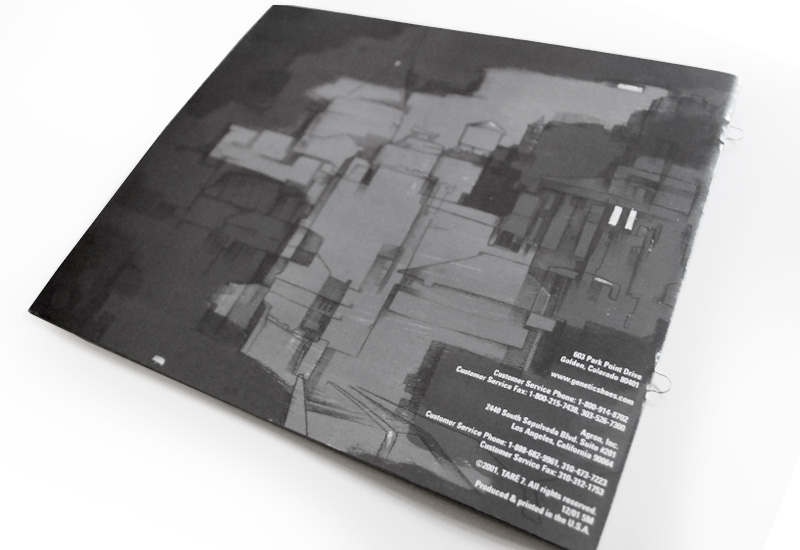 603 Park Point Drive
Golden, Colorado 80401
www.geneticshoes.com
Customer Service Phone: 1-800-914-8792
Customer Service Fax: 1-800-215-7438, 303-526-7300
Agron, Inc.
2440 South Sepulveda Blvd. Suite #201
Los Angeles, California 90064
Customer Service Phone: 1-888-682-9961, 310-473-7223
Customer Service Fax: 310-312-1753
©2001, TARE 7. All rights reserved.
12/01 5M
Produced & printed in the U.S.A.